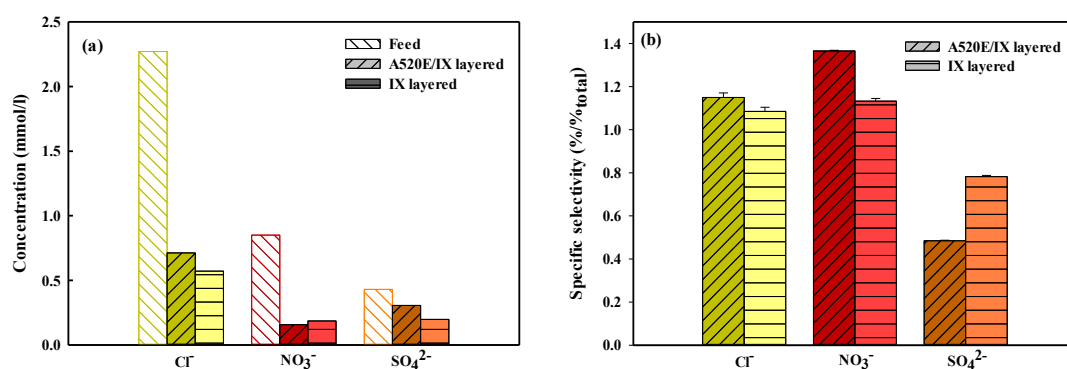 (a)
Feed
A520E/IX layered
IX layered
Concentration (mmol/l)
2.5
2.0
1.5
1.0
0.5
0.0
Cl⁻
NO₃⁻
SO₄²⁻
(b)
A520E/IX layered
IX layered
Specific selectivity (%/%total)
1.4
1.2
1.0
0.8
0.6
0.4
0.2
0.0
Cl⁻
NO₃⁻
SO₄²⁻